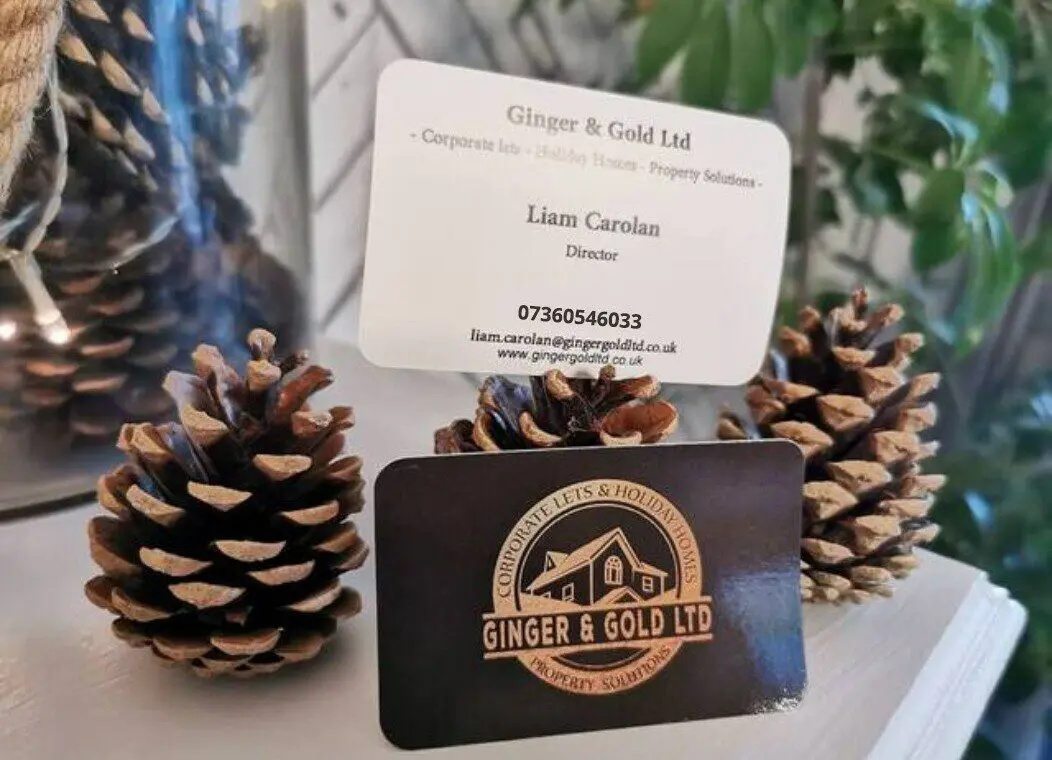 Ginger & Gold Ltd
- Corporate lets - Holiday Homes - Property Solutions -
Liam Carolan
Director
07360546033
liam.carolan@gingergoldltd.co.uk
www.gingergoldltd.co.uk
CORPORATE LETS & HOLIDAY HOMES
GINGER & GOLD LTD
PROPERTY SOLUTIONS